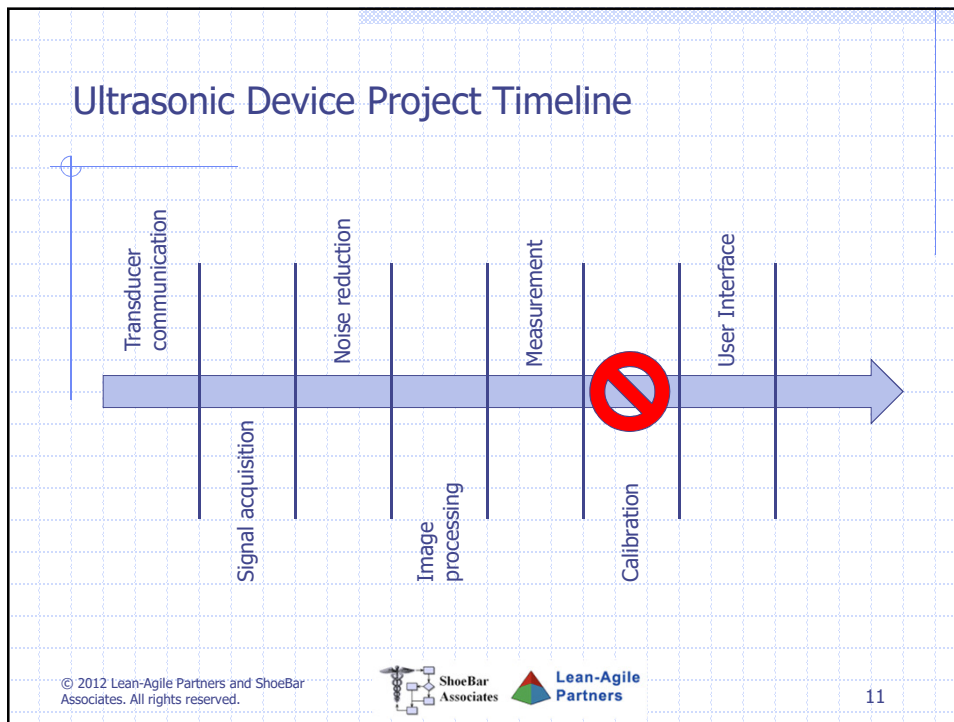 Ultrasonic Device Project Timeline
Transducer
communication
Signal acquisition
Noise reduction
Image
processing
Measurement
Calibration
User Interface
© 2012 Lean-Agile Partners and ShoeBar
Associates. All rights reserved.
ShoeBar
Associates
Lean-Agile
Partners
11